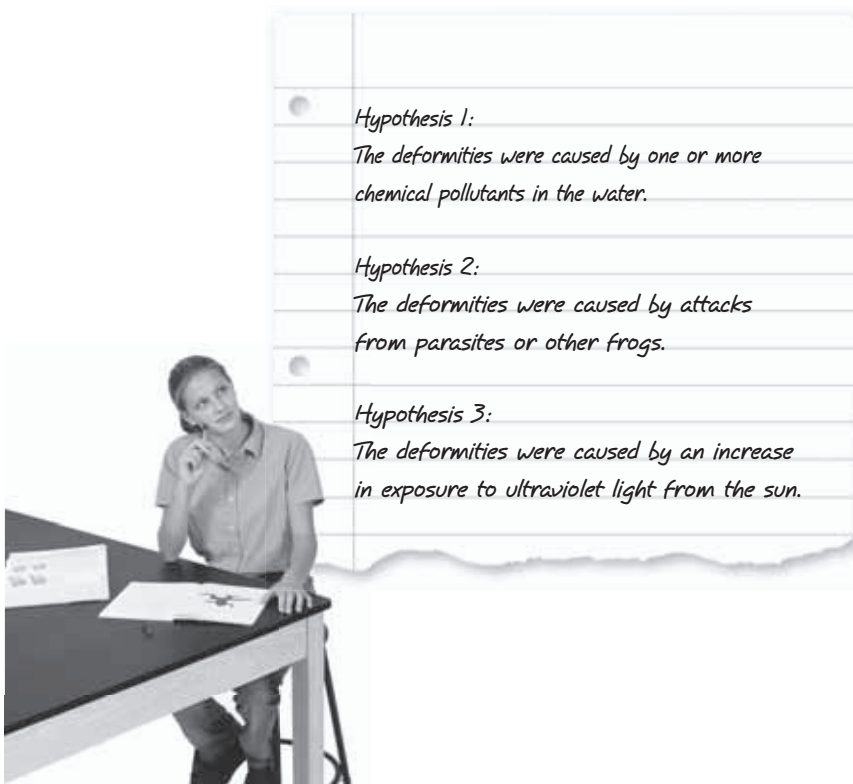 Hypothesis 1:
The deformities were caused by one or more
chemical pollutants in the water.
Hypothesis 2:
The deformities were caused by attacks
from parasites or other frogs.
Hypothesis 3:
The deformities were caused by an increase
in exposure to ultraviolet light from the sun.